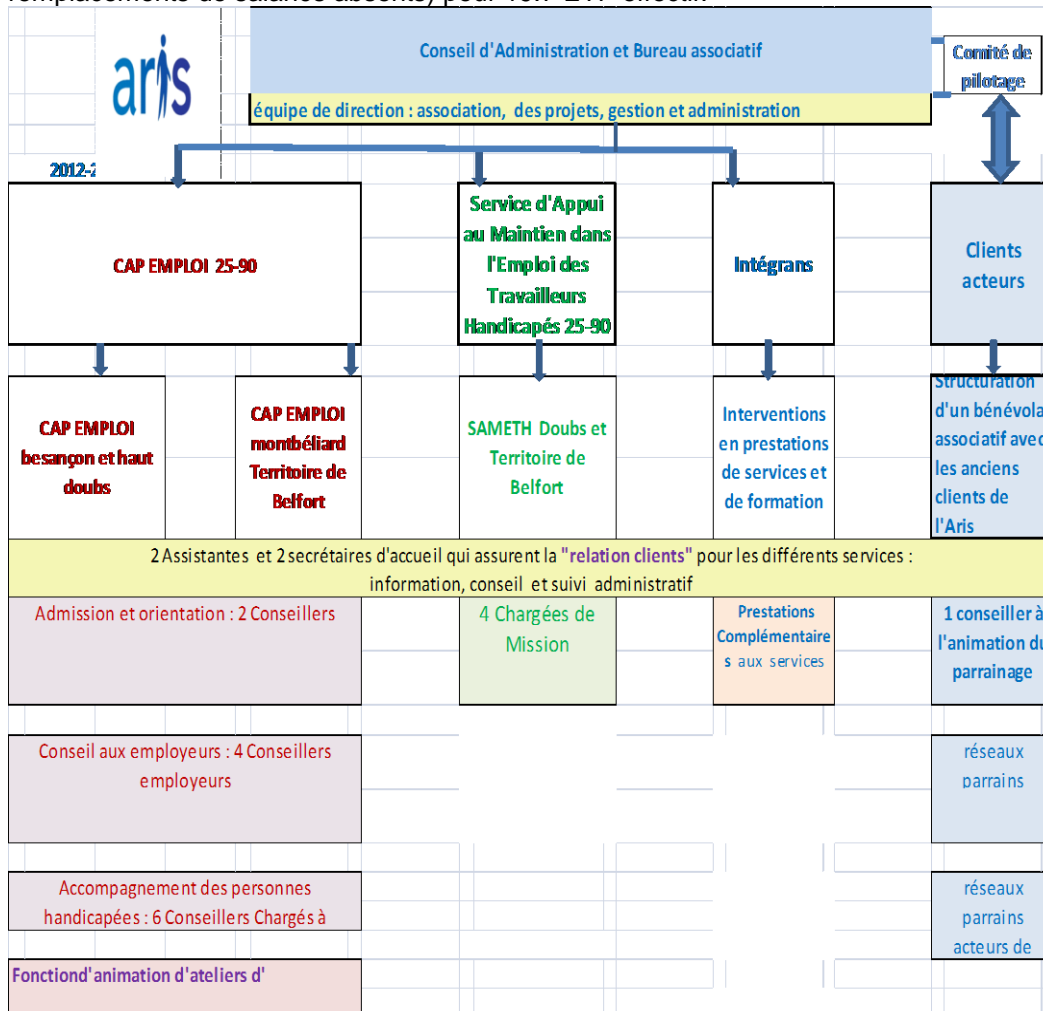 aris
Conseil d'Administration et Bureau associatif
Comité de
pilotage
équipe de direction : association, des projets, gestion et administration
2012-2
CAP EMPLOI 25-90
Service d'Appui
au Maintien dans
l'Emploi des
Travailleurs
Handicapés 25-90
Intégrans
Clients
acteurs
CAP EMPLOI
besançon et haut
doubs
CAP EMPLOI
montbéliard
Territoire de
Belfort
SAMETH Doubs et
Territoire de
Belfort
Interventions
en prestations
de services et
de formation
Structuration
d'un bénévola
associatif avec
les anciens
clients de
l'Aris
2 Assistantes et 2 secrétaires d'accueil qui assurent la "relation clients" pour les différents services :
information, conseil et suivi administratif
Admission et orientation : 2 Conseillers
4 Chargées de
Mission
Prestations
Complémentaire
s aux services
1 conseiller à
l'animation du
parrainage
Conseil aux employeurs : 4 Conseillers
employeurs
réseaux
parrains
Accompagnement des personnes
handicapées : 6 Conseillers Chargés à
réseaux
parrains
acteurs de
Fonctiond'animation d'ateliers d'